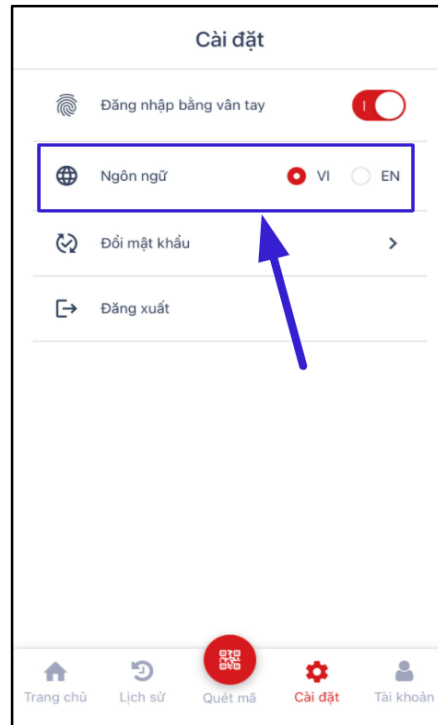 Cài đặt
Đăng nhập bằng vân tay
Ngôn ngữ VI EN
Đổi mật khẩu
Đăng xuất
Trang chủ Lịch sử Quét mã Cài đặt Tài khoản